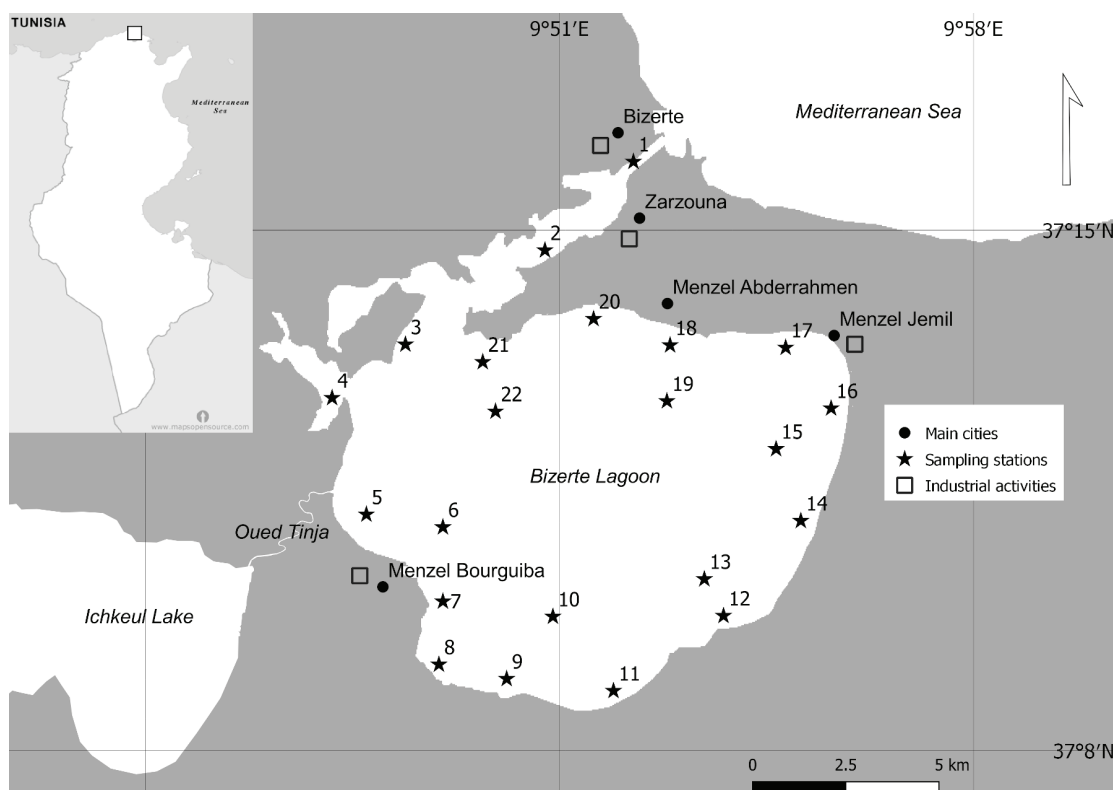 TUNISIA
Mediterranean
Sea
www.mapsopensource.com
9°51′E
9°58′E
Mediterranean Sea
Bizerte
1
Zarzouna
37°15′N
2
Menzel Abderrahmen
20
3
18
17
Menzel Jemil
21
4
22
19
16
Main cities
15
Sampling stations
Bizerte Lagoon
Industrial activities
5
6
14
Oued Tinja
13
Menzel Bourguiba
7
10
12
Ichkeul Lake
8
9
11
37°8′N
0
2.5
5 km